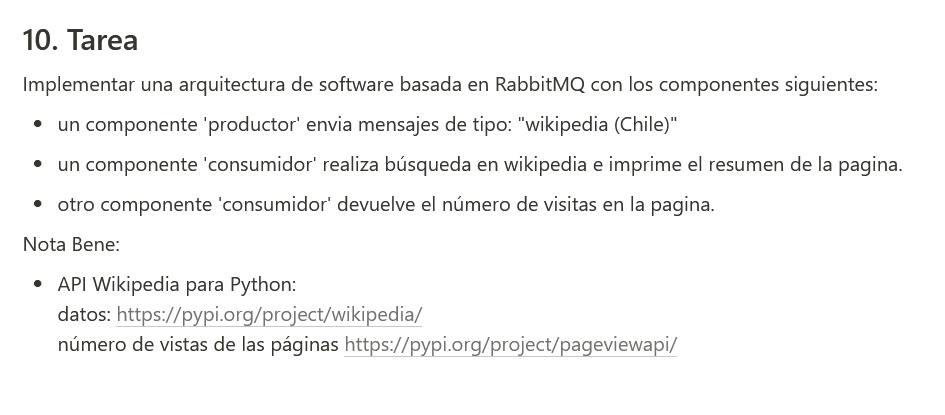 10. Tarea
Implementar una arquitectura de software basada en RabbitMQ con los componentes siguientes:
• un componente 'productor' envia mensajes de tipo: "wikipedia (Chile)"
• un componente 'consumidor' realiza búsqueda en wikipedia e imprime el resumen de la pagina.
• otro componente 'consumidor' devuelve el número de visitas en la pagina.
Nota Bene:
• API Wikipedia para Python:
datos: https://pypi.org/project/wikipedia/
número de vistas de las páginas https://pypi.org/project/pageviewapi/